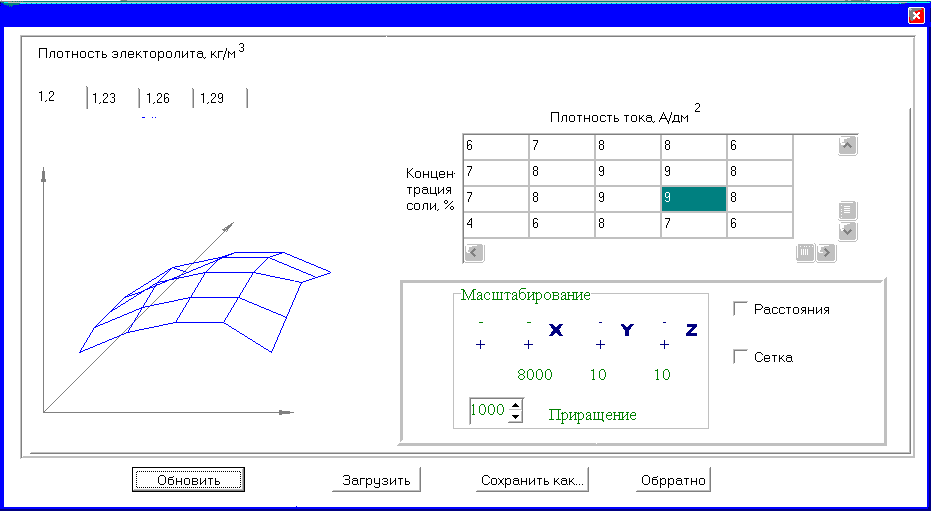 Плотность электоролита, кг/м 3
1,2 1,23 1,26 1,29
Плотность тока, А/дм 2
Концен-
трация
соли, %
6 7 8 8 6
7 8 9 9 8
7 8 9 9 8
4 6 8 7 6
Масштабирование
- - X - Y - Z
+ + + +
8000 10 10
1000 Приращение
Расстояния
Сетка
Обновить Загрузить Сохранить как... Обрратно